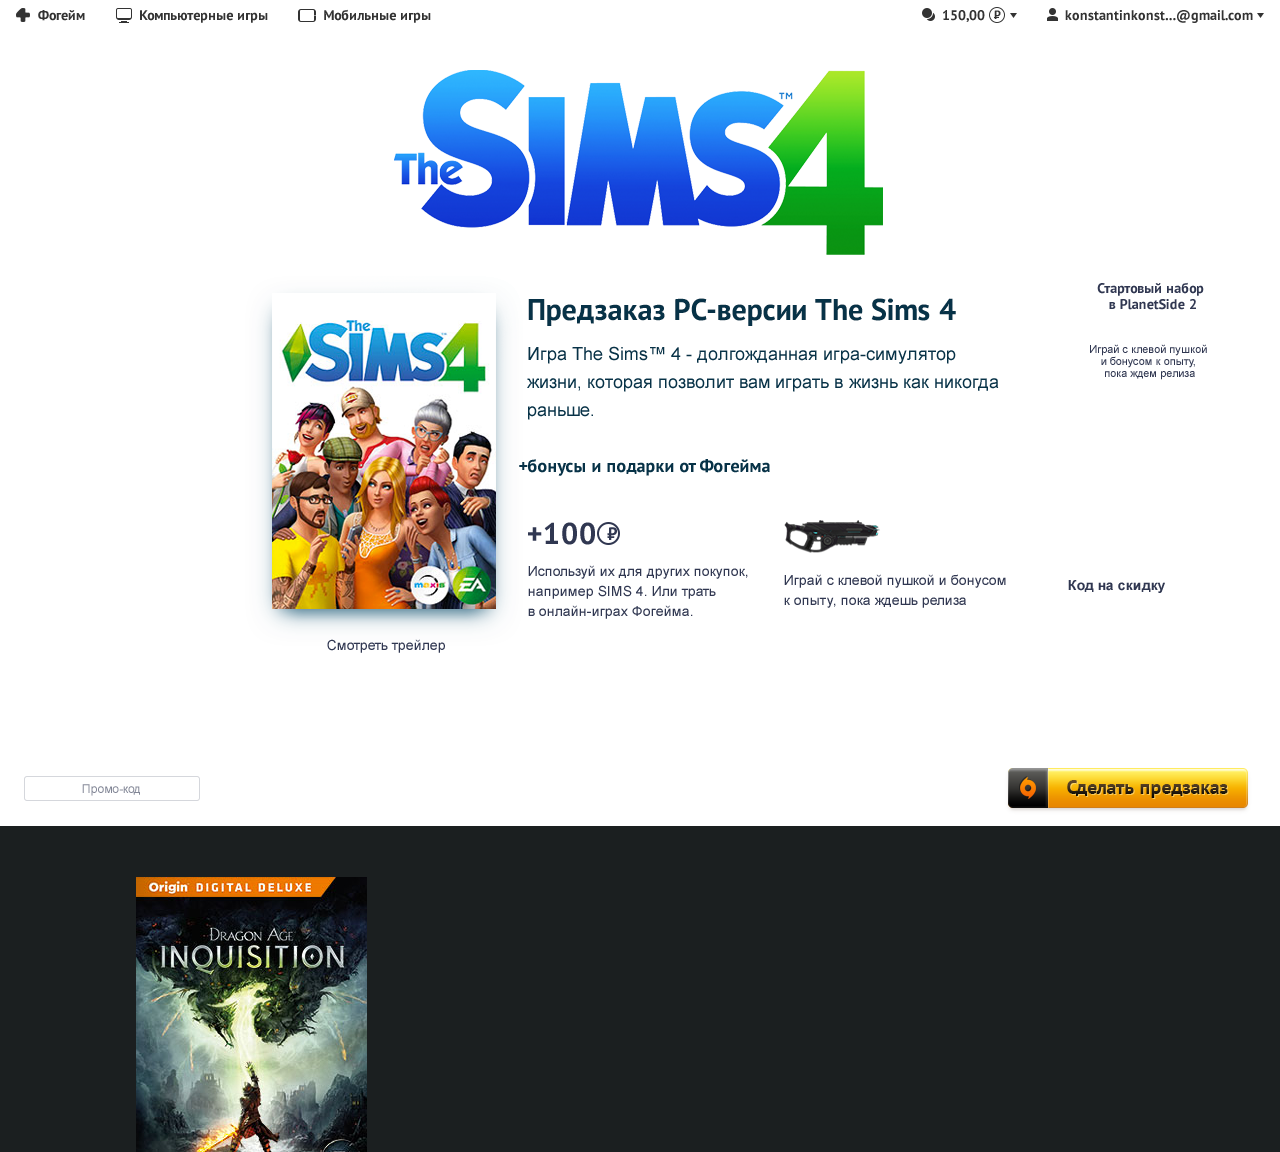 Фогейм
Компьютерные игры
Мобильные игры
150,00 ₽
konstantinkonst...@gmail.com
The SIMS 4 ™
The SIMS 4
maxis
EA
Предзаказ PC-версии The Sims 4
Игра The Sims™ 4 - долгожданная игра-симулятор
жизни, которая позволит вам играть в жизнь как никогда
раньше.
+бонусы и подарки от Фогейма
+100₽
Используй их для других покупок,
например SIMS 4. Или трать
в онлайн-играх Фогейма.
Играй с клевой пушкой и бонусом
к опыту, пока ждешь релиза
Стартовый набор
в PlanetSide 2
Играй с клевой пушкой
и бонусом к опыту,
пока ждем релиза
Код на скидку
Смотреть трейлер
Промо-код
Сделать предзаказ
Origin DIGITAL DELUXE
DRAGON AGE
INQUISITION